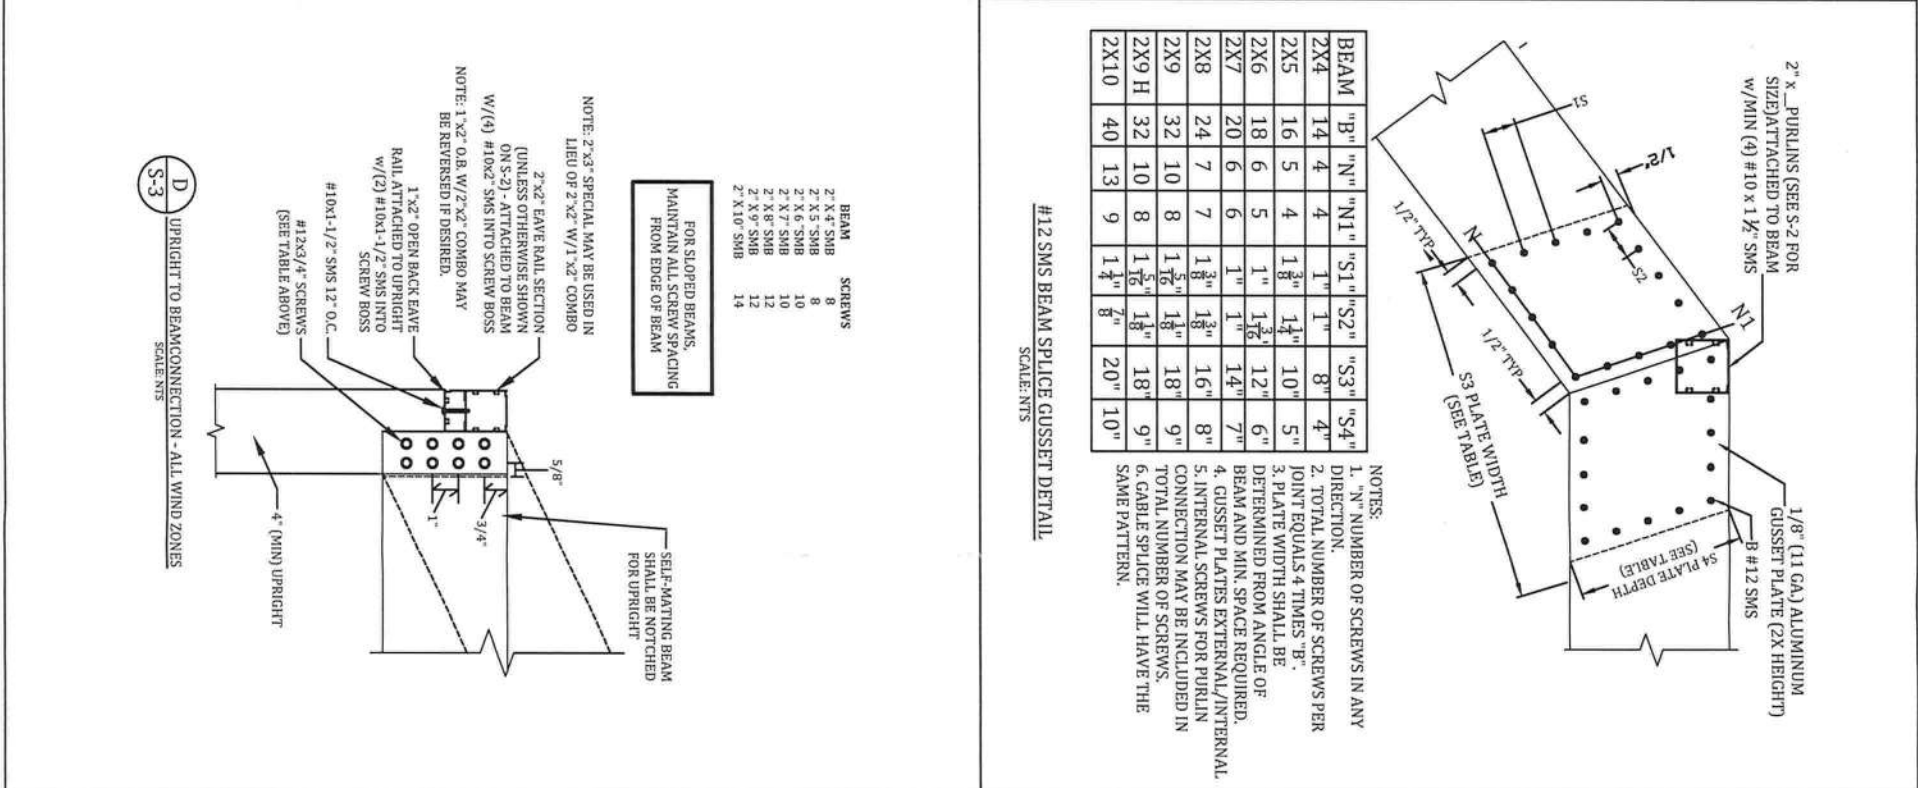 2" x _PURLINS (SEE S-2 FOR
SIZE)ATTACHED TO BEAM
w/MIN (4) #10 x 1½" SMS
1/8" (11 GA.) ALUMINUM
GUSSET PLATE (2X HEIGHT)
B #12 SMS
S1
1/2"
S2
N1
N
1/2" TYP
1/2" TYP
S3 PLATE WIDTH
(SEE TABLE)
S4 PLATE DEPTH
(SEE TABLE)
BEAM "B" "N" "N1" "S1" "S2" "S3" "S4"
2X4 14 4 4 1" 1" 8" 4"
2X5 16 5 4 1 3/8" 1 1/4" 10" 5"
2X6 18 6 5 1" 1 3/16" 12" 6"
2X7 20 6 6 1" 1" 14" 7"
2X8 24 7 7 1 3/8" 1 3/8" 16" 8"
2X9 32 10 8 1 5/16" 1 1/8" 18" 9"
2X9 H 32 10 8 1 5/16" 1 1/8" 18" 9"
2X10 40 13 9 1 1/4" 7/8" 20" 10"
NOTES:
1. "N" NUMBER OF SCREWS IN ANY
DIRECTION.
2. TOTAL NUMBER OF SCREWS PER
JOINT EQUALS 4 TIMES "B".
3. PLATE WIDTH SHALL BE
DETERMINED FROM ANGLE OF
BEAM AND MIN. SPACE REQUIRED.
4. GUSSET PLATES EXTERNAL/INTERNAL
5. INTERNAL SCREWS FOR PURLIN
CONNECTION MAY BE INCLUDED IN
TOTAL NUMBER OF SCREWS.
6. GABLE SPLICE WILL HAVE THE
SAME PATTERN.
#12 SMS BEAM SPLICE GUSSET DETAIL
SCALE: NTS
BEAM SCREWS
2" X 4" SMB 8
2" X 5" SMB 8
2" X 6 "SMB 10
2" X 7" SMB 10
2" X 8" SMB 12
2" X 9" SMB 12
2" X 10" SMB 14
FOR SLOPED BEAMS,
MAINTAIN ALL SCREW SPACING
FROM EDGE OF BEAM
NOTE: 2"x3" SPECIAL MAY BE USED IN
LIEU OF 2"x2" W/1"x2" COMBO
2"x2" EAVE RAIL SECTION
(UNLESS OTHERWISE SHOWN
ON S-2) - ATTACHED TO BEAM
W/(4) #10x2" SMS INTO SCREW BOSS
NOTE: 1"x2" O.B. W/2"x2" COMBO MAY
BE REVERSED IF DESIRED.
1"x2" OPEN BACK EAVE
RAIL ATTACHED TO UPRIGHT
w/(2) #10x1-1/2" SMS INTO
SCREW BOSS
#10x1-1/2" SMS 12" O.C.
#12x3/4" SCREWS
(SEE TABLE ABOVE)
5/8"
3/4"
1"
SELF-MATING BEAM
SHALL BE NOTCHED
FOR UPRIGHT
4" (MIN) UPRIGHT
D
S-3
UPRIGHT TO BEAMCONNECTION - ALL WIND ZONES
SCALE: NTS